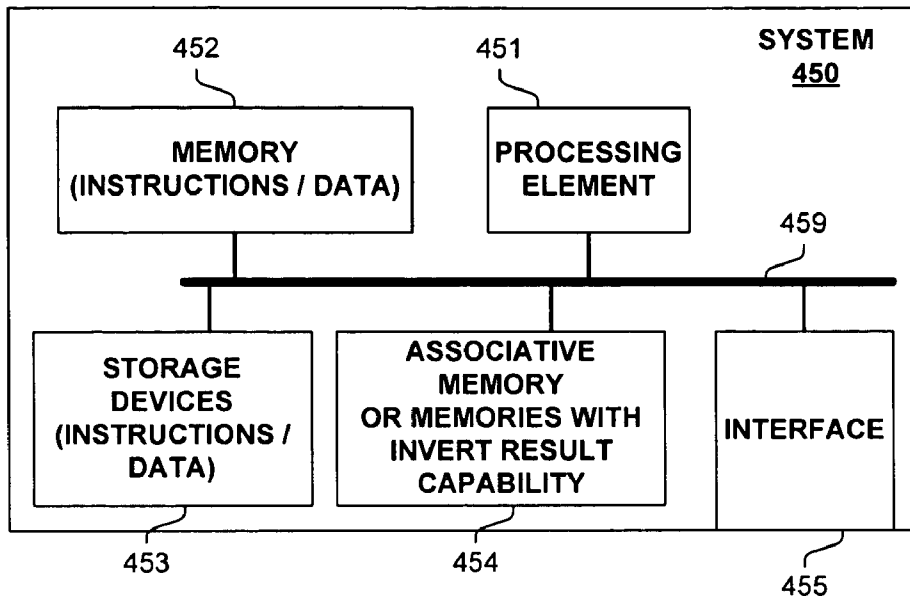 452
451
SYSTEM
450
MEMORY
(INSTRUCTIONS / DATA)
PROCESSING
ELEMENT
459
STORAGE
DEVICES
(INSTRUCTIONS /
DATA)
ASSOCIATIVE
MEMORY
OR MEMORIES WITH
INVERT RESULT
CAPABILITY
INTERFACE
453
454
455